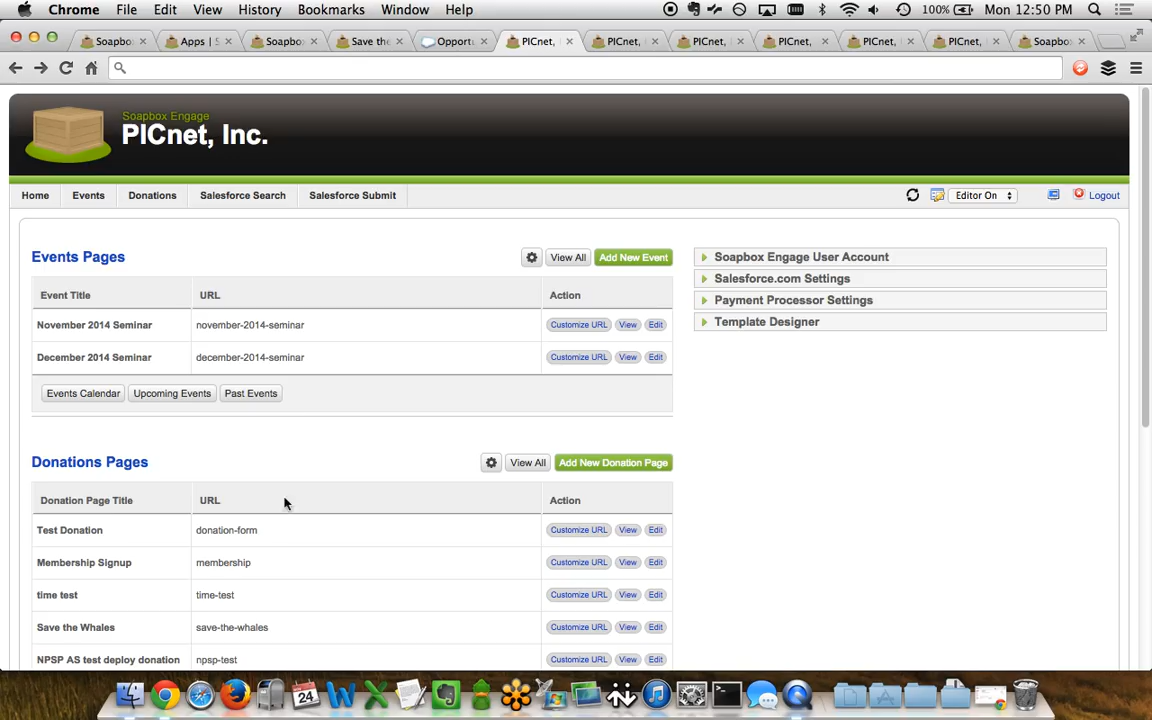 Chrome File Edit View History Bookmarks Window Help 100% Mon 12:50 PM
Soapbo Apps | S Soapbo Save the Opportu PICnet, PICnet, PICnet, PICnet, PICnet, PICnet, Soapbo
Soapbox Engage
PICnet, Inc.
Home Events Donations Salesforce Search Salesforce Submit Editor On Logout
Events Pages View All Add New Event
Event Title URL Action
November 2014 Seminar november-2014-seminar Customize URL View Edit
December 2014 Seminar december-2014-seminar Customize URL View Edit
Events Calendar Upcoming Events Past Events
Donations Pages View All Add New Donation Page
Donation Page Title URL Action
Test Donation donation-form Customize URL View Edit
Membership Signup membership Customize URL View Edit
time test time-test Customize URL View Edit
Save the Whales save-the-whales Customize URL View Edit
NPSP AS test deploy donation npsp-test Customize URL View Edit
Soapbox Engage User Account
Salesforce.com Settings
Payment Processor Settings
Template Designer
24